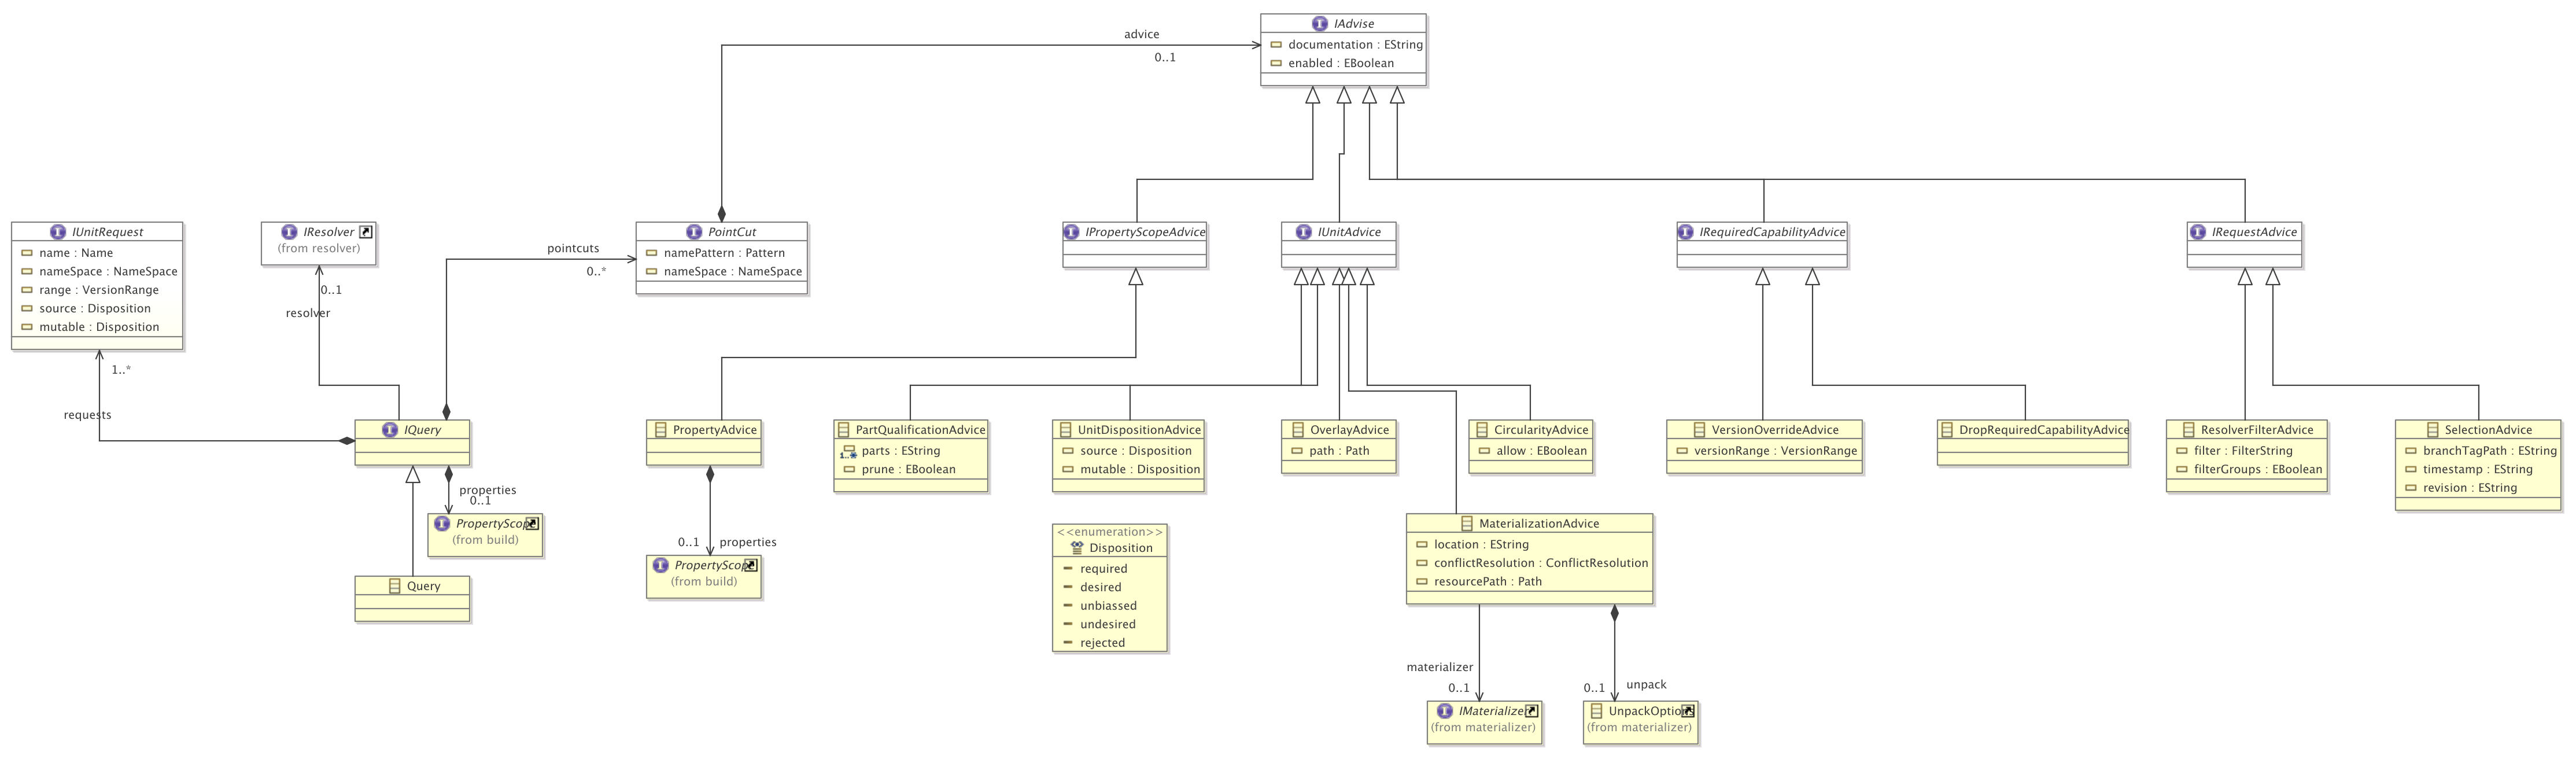 IAdvise
documentation : EString
enabled : EBoolean
advice
0..1
IUnitRequest
name : Name
nameSpace : NameSpace
range : VersionRange
source : Disposition
mutable : Disposition
IResolver
(from resolver)
0..1
resolver
pointcuts
0..*
PointCut
namePattern : Pattern
nameSpace : NameSpace
IPropertyScopeAdvice
IUnitAdvice
IRequiredCapabilityAdvice
IRequestAdvice
1..*
requests
IQuery
properties
0..1
PropertyScope
(from build)
Query
PropertyAdvice
0..1 properties
PropertyScope
(from build)
PartQualificationAdvice
1..* parts : EString
prune : EBoolean
UnitDispositionAdvice
source : Disposition
mutable : Disposition
OverlayAdvice
path : Path
CircularityAdvice
allow : EBoolean
VersionOverrideAdvice
versionRange : VersionRange
DropRequiredCapabilityAdvice
ResolverFilterAdvice
filter : FilterString
filterGroups : EBoolean
SelectionAdvice
branchTagPath : EString
timestamp : EString
revision : EString
<<enumeration>>
Disposition
required
desired
unbiassed
undesired
rejected
MaterializationAdvice
location : EString
conflictResolution : ConflictResolution
resourcePath : Path
materializer
0..1
0..1 unpack
IMaterializer
(from materializer)
UnpackOptions
(from materializer)